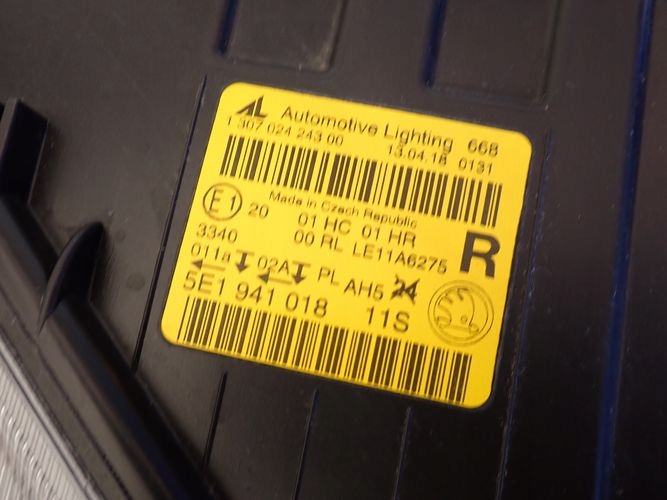 AL Automotive Lighting 668
1 307 024 243 00 13.04.18 0131
Made in Czech Republic
E1 20 01 HC 01 HR
3340 00 RL LE11A6275 R
011a 02A PL AH5 24
5E1 941 018 11S